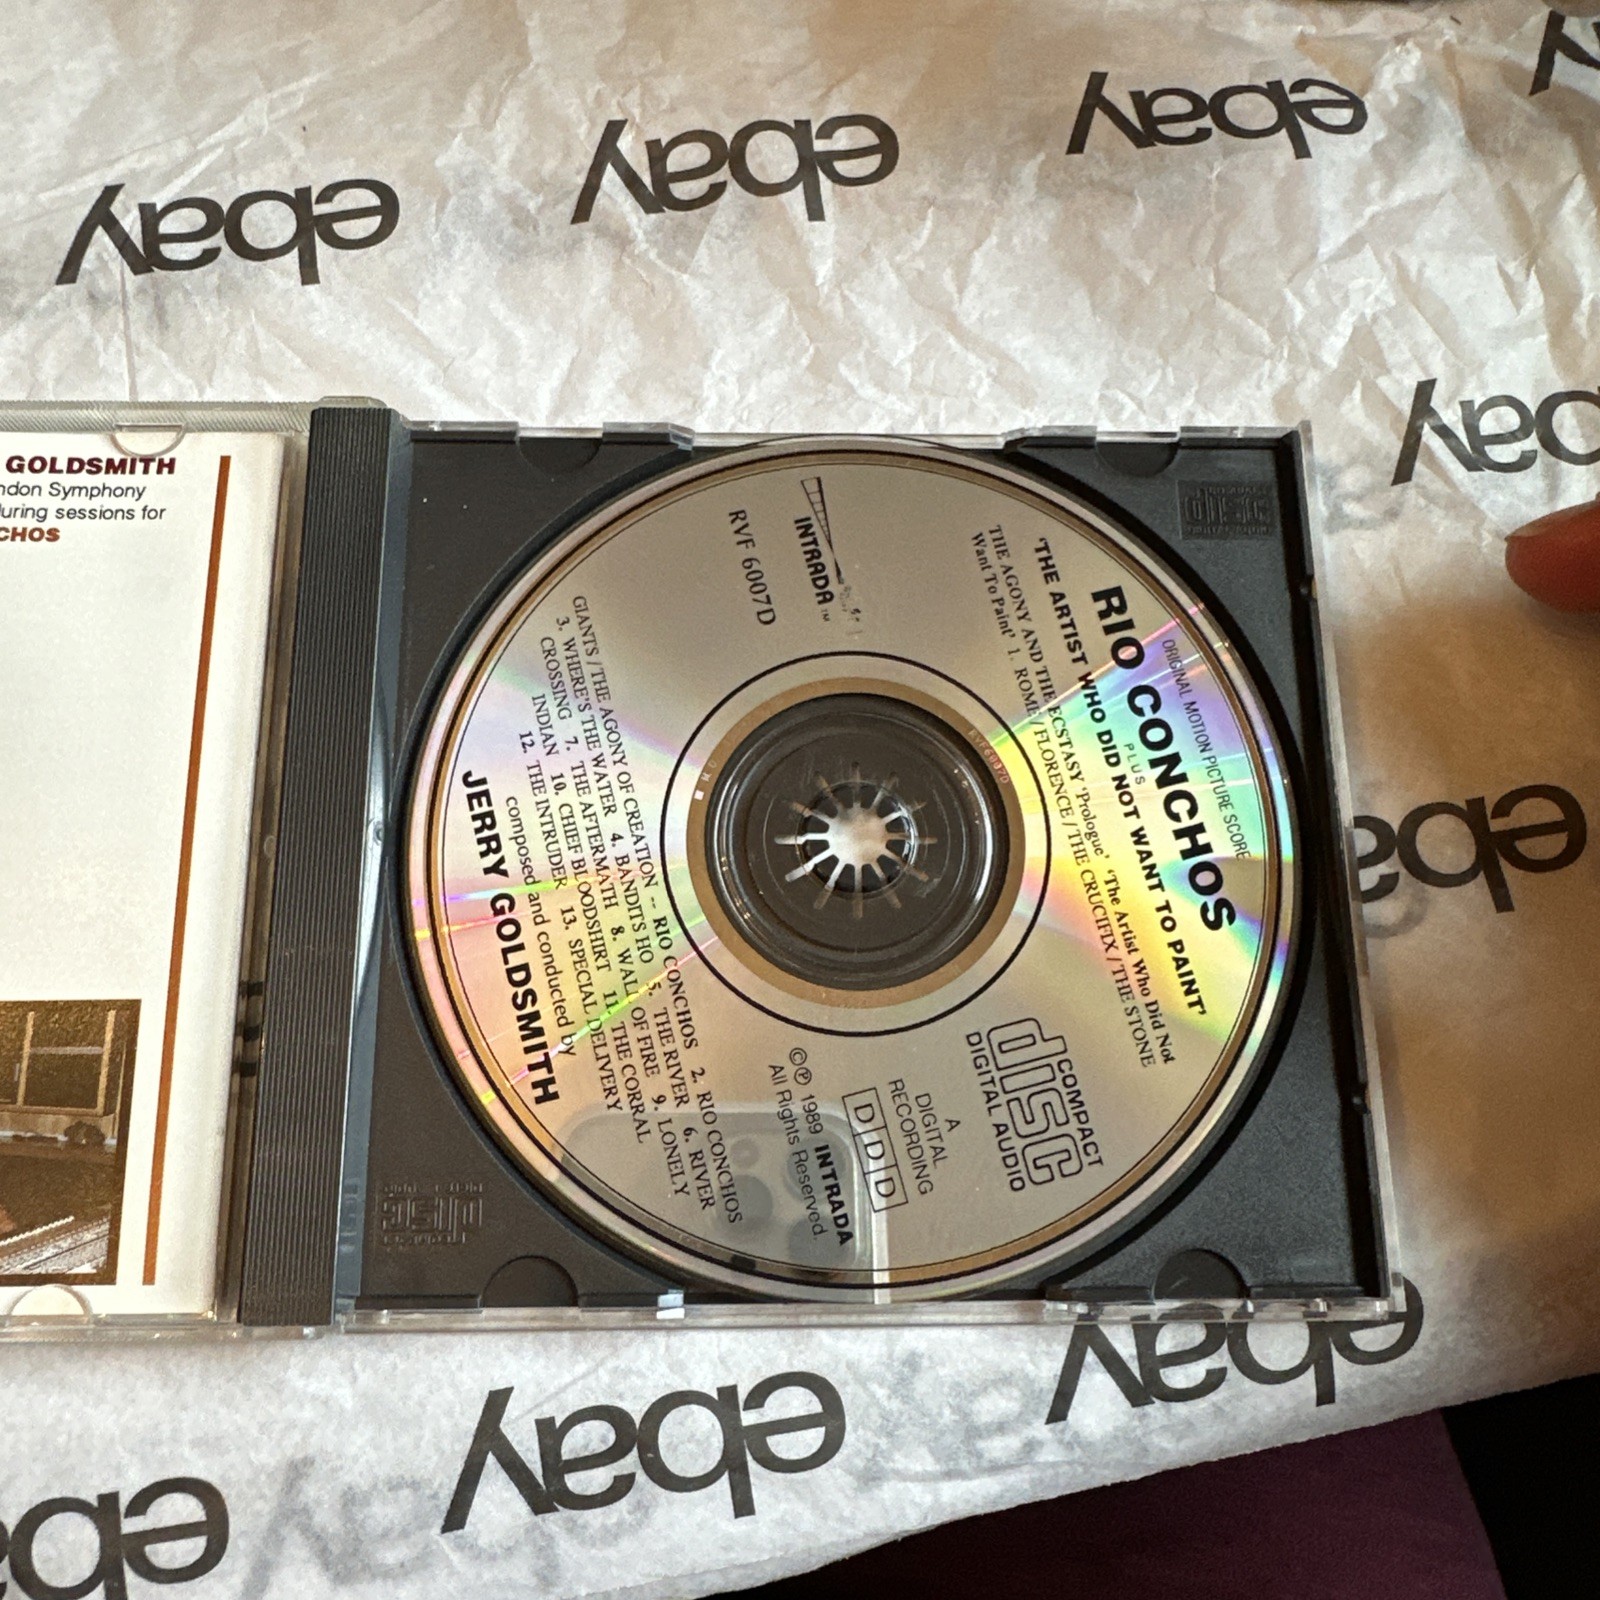 ebay
ebay
ebay
ebay
ebay
ebay
ebay
ebay
GOLDSMITH
ndon Symphony
uring sessions for
CHOS
ORIGINAL MOTION PICTURE SCORE
RIO CONCHOS
PLUS
'THE ARTIST WHO DID NOT WANT TO PAINT'
THE AGONY AND THE ECSTASY 'Prologue' 'The Artist Who Did Not
Want To Paint' 1. ROME / FLORENCE / THE CRUCIFIX / THE STONE
INTRADA™
RVF 6007D
COMPACT
disc
DIGITAL AUDIO
A
DIGITAL
RECORDING
DDD
©℗ 1989 INTRADA
All Rights Reserved.
GIANTS / THE AGONY OF CREATION -- RIO CONCHOS 2. RIO CONCHOS
3. WHERE'S THE WATER 4. BANDITS HO 5. THE RIVER 6. RIVER
CROSSING 7. THE AFTERMATH 8. WALL OF FIRE 9. LONELY
INDIAN 10. CHIEF BLOODSHIRT 11. THE CORRAL
12. THE INTRUDER 13. SPECIAL DELIVERY
composed and conducted by
JERRY GOLDSMITH